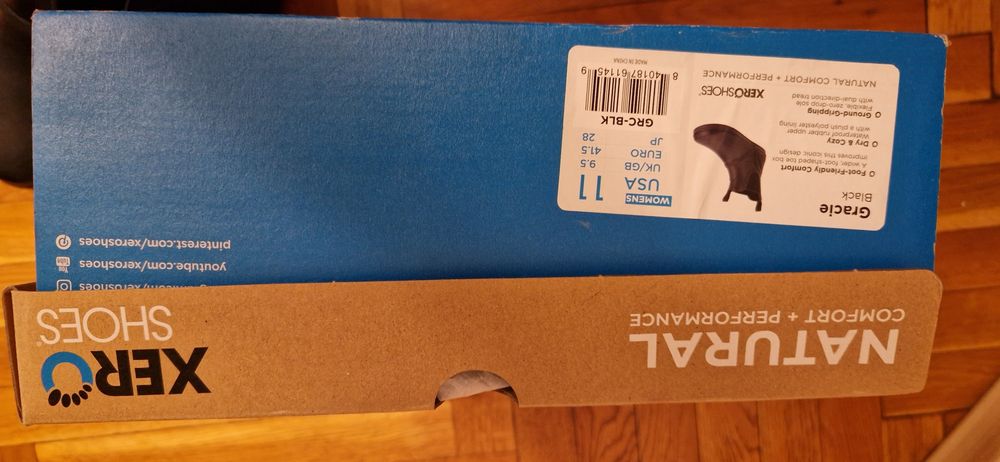 XERO
SHOES
NATURAL
COMFORT + PERFORMANCE
youtube.com/xeroshoes
You
Tube
pinterest.com/xeroshoes
Gracie
Black
Foot-Friendly Comfort
A wider, foot-shaped toe box
improves this iconic design
Dry & Cozy
Waterproof rubber upper
with a plush polyester lining
Ground-Gripping
Flexible, zero-drop sole
with dual-direction tread
XEROSHOES®
NATURAL COMFORT + PERFORMANCE
WOMENS
USA 11
UK/GB 9.5
EURO 41.5
JP 28
GRC-BLK
8 40187 61145 9
MADE IN CHINA